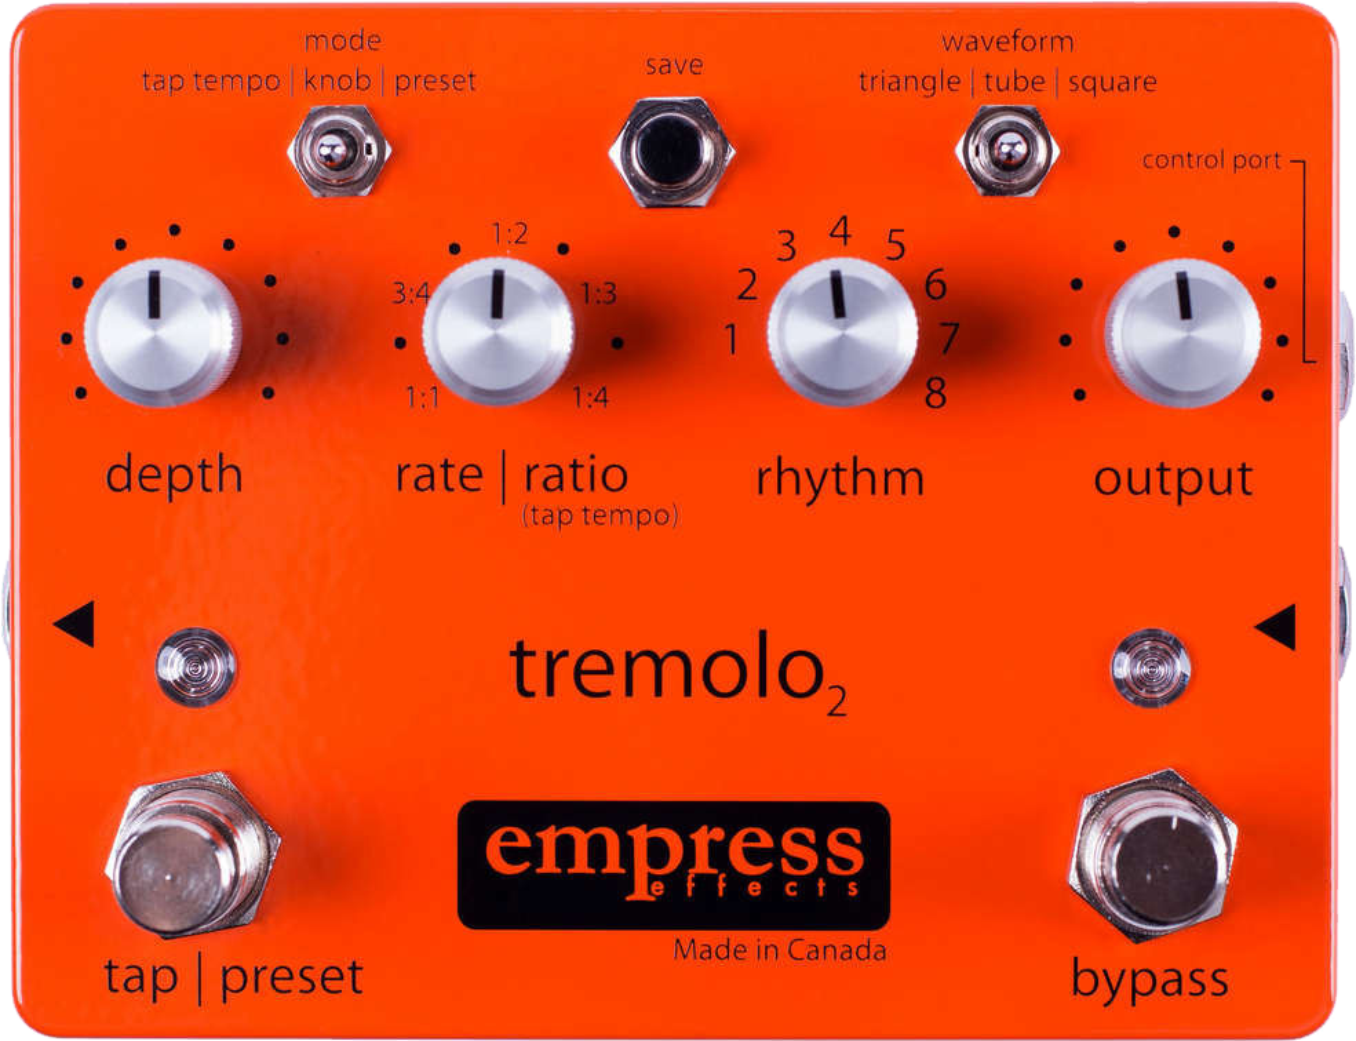 mode
tap tempo | knob | preset
save
waveform
triangle | tube | square
control port
1:1
3:4
1:2
1:3
1:4
1
2
3
4
5
6
7
8
depth
rate | ratio
(tap tempo)
rhythm
output
tremolo2
empress
effects
Made in Canada
tap | preset
bypass